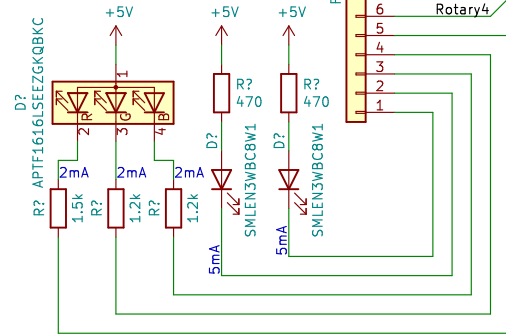 +5V
+5V
+5V
P
6
Rotary4
5
4
3
2
1
D?
APTF1616LSEEZGKQBKC
1
R
G
B
2
3
4
R?
470
R?
470
D?
SMLEN3WBC8W1
D?
SMLEN3WBC8W1
2mA
2mA
2mA
R?
1.5k
R?
1.2k
R?
1.2k
5mA
5mA